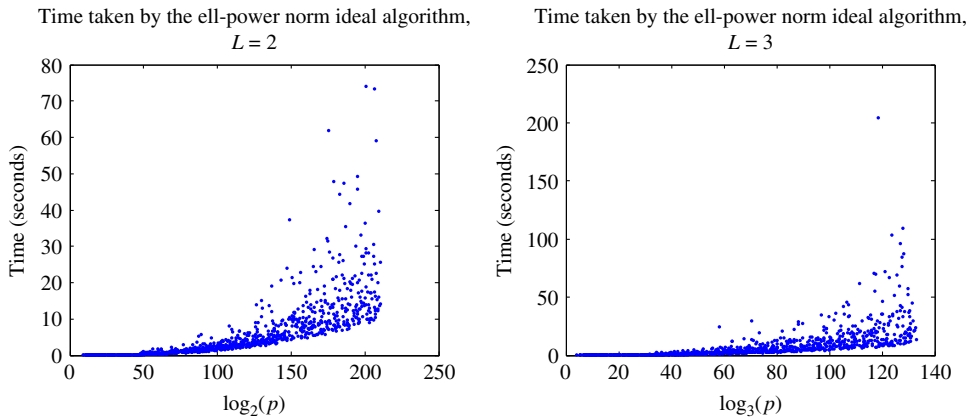 Time taken by the ell-power norm ideal algorithm,
L = 2
80
70
60
50
40
30
20
10
0
Time (seconds)
0 50 100 150 200 250
log2(p)
Time taken by the ell-power norm ideal algorithm,
L = 3
250
200
150
100
50
0
Time (seconds)
0 20 40 60 80 100 120 140
log3(p)